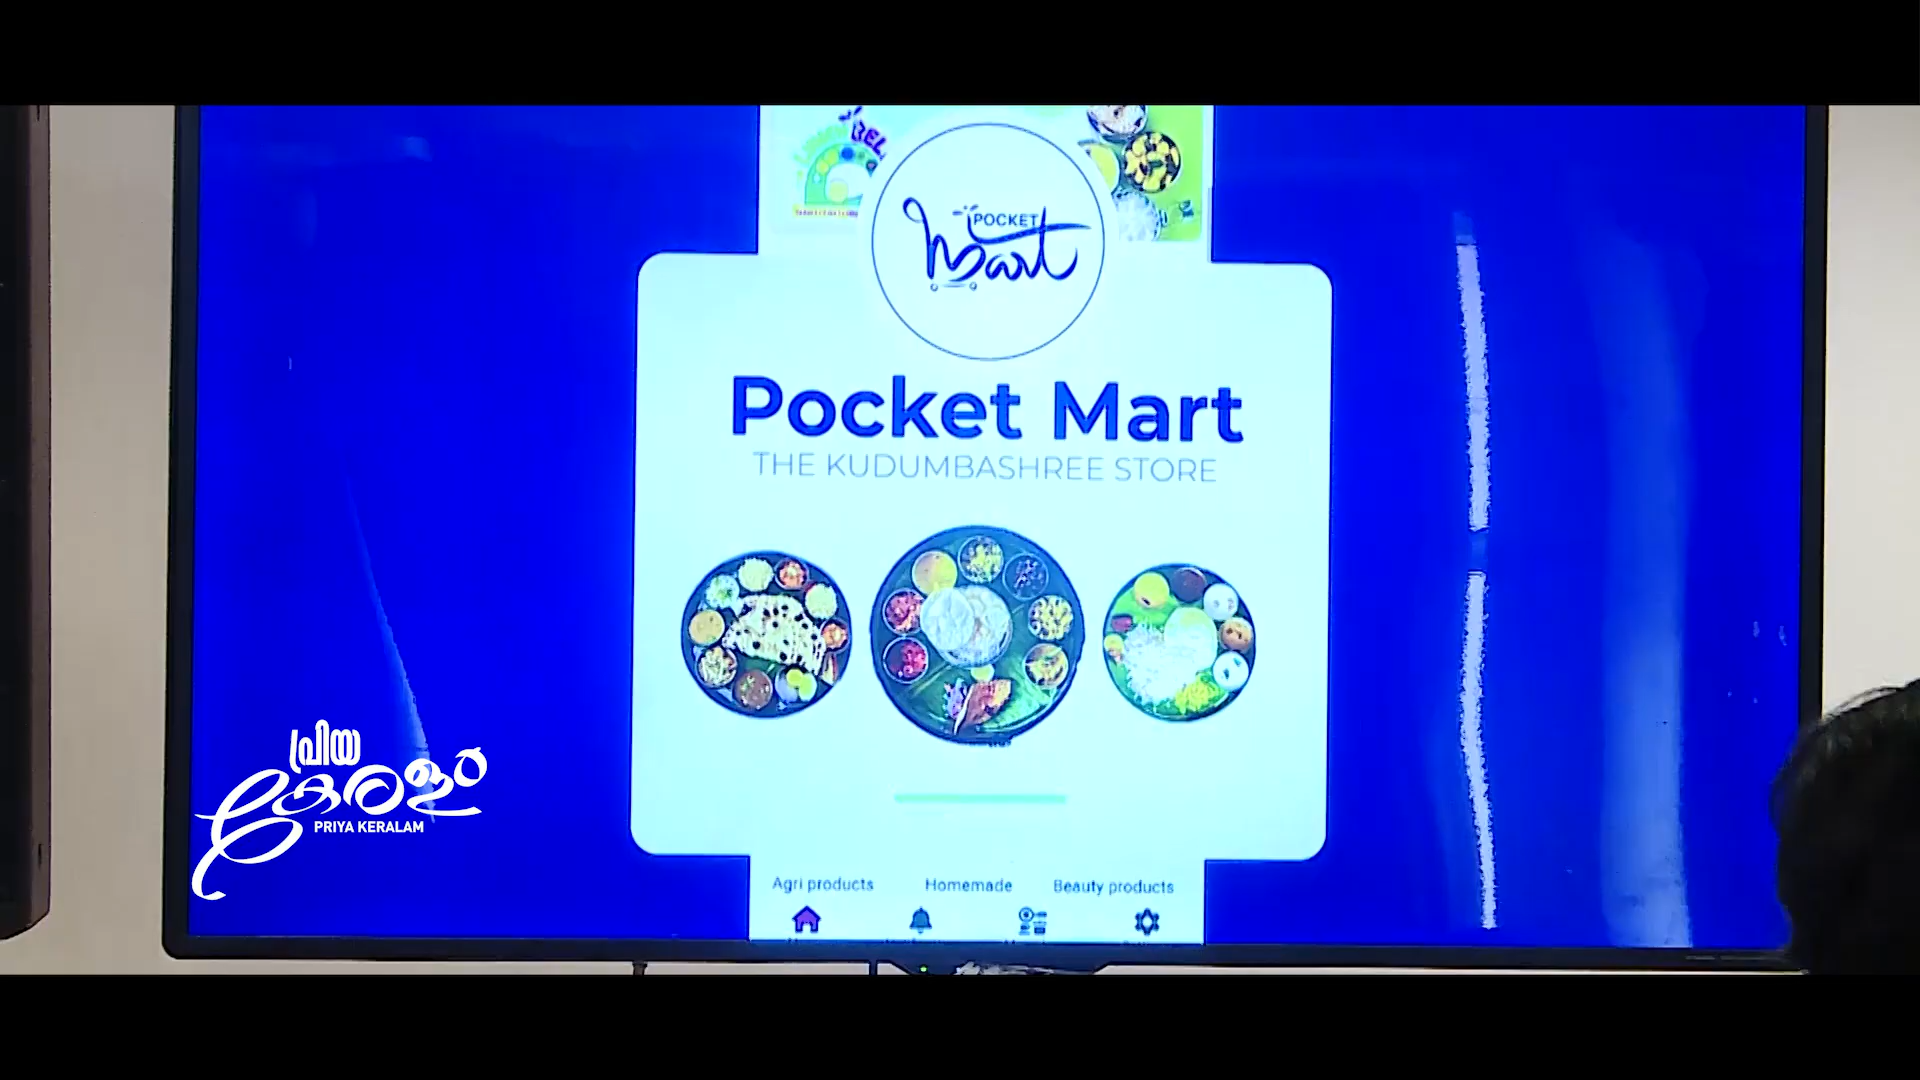 POCKET
Mart
Pocket Mart
THE KUDUMBASHREE STORE
പ്രിയ
കേരളം
PRIYA KERALAM
Agri products
Homemade
Beauty products